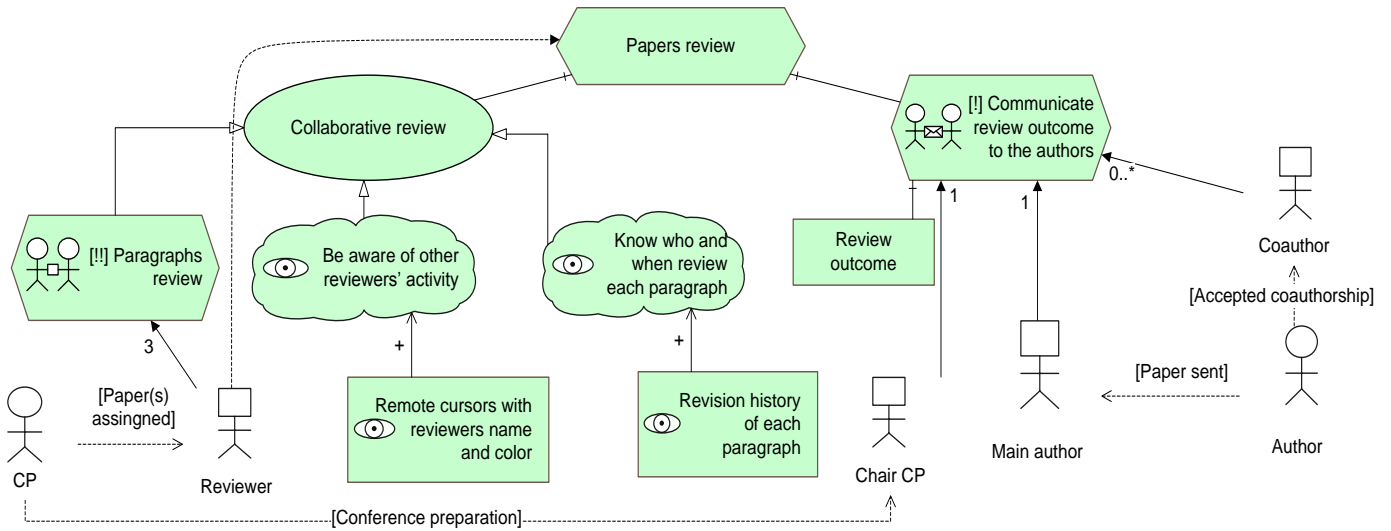 Papers review
Collaborative review
[!] Communicate
review outcome
to the authors
0..*
1
1
Coauthor
[!!] Paragraphs
review
Be aware of other
reviewers’ activity
Know who and
when review
each paragraph
Review
outcome
[Accepted coauthorship]
3
+
+
[Paper(s)
assingned]
Remote cursors with
reviewers name
and color
Revision history
of each
paragraph
[Paper sent]
CP
Reviewer
Chair CP
Main author
Author
[Conference preparation]